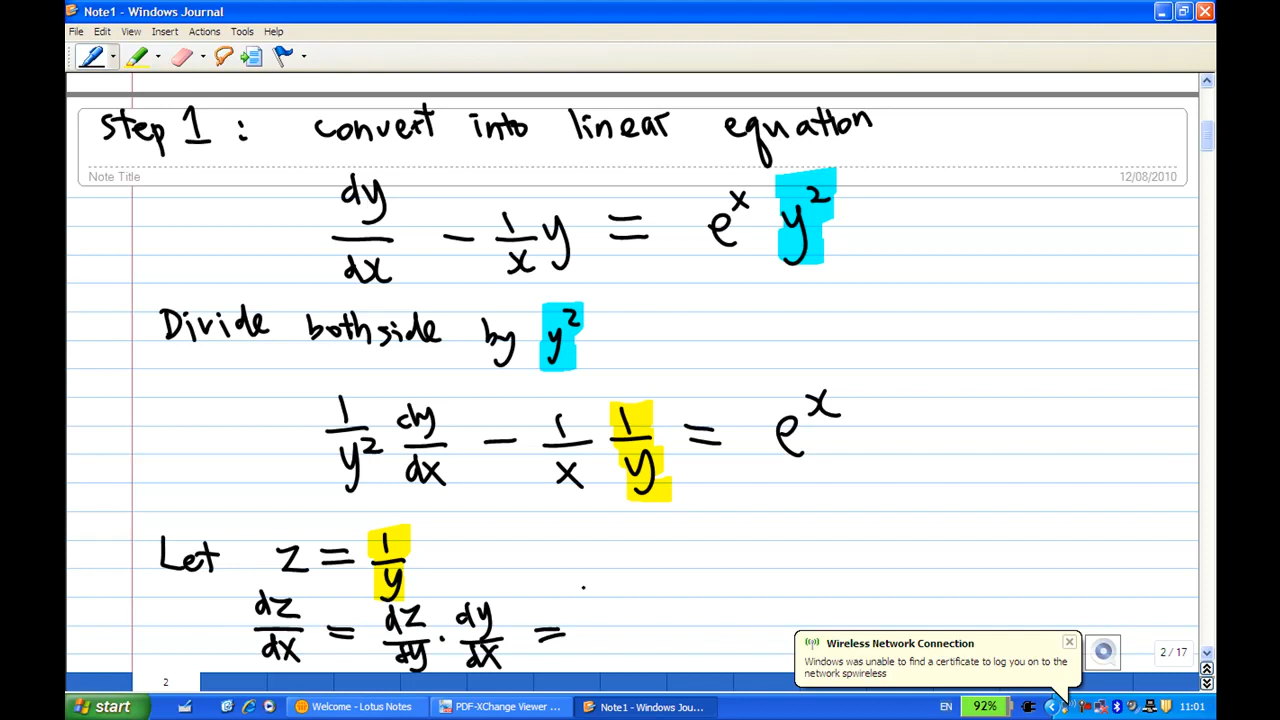 Note1 - Windows Journal
File Edit View Insert Actions Tools Help
step 1 : convert into linear equation
Note Title 12/08/2010
dy/dx - 1/x y = e^x y^2
Divide both side by y^2
1/y^2 dy/dx - 1/x 1/y = e^x
Let z = 1/y
dz/dx = dz/dy · dy/dx =
Wireless Network Connection
Windows was unable to find a certificate to log you on to the
network spwireless
2 / 17
2
start Welcome - Lotus Notes PDF-XChange Viewer ... Note1 - Windows Jou... EN 92% 11:01